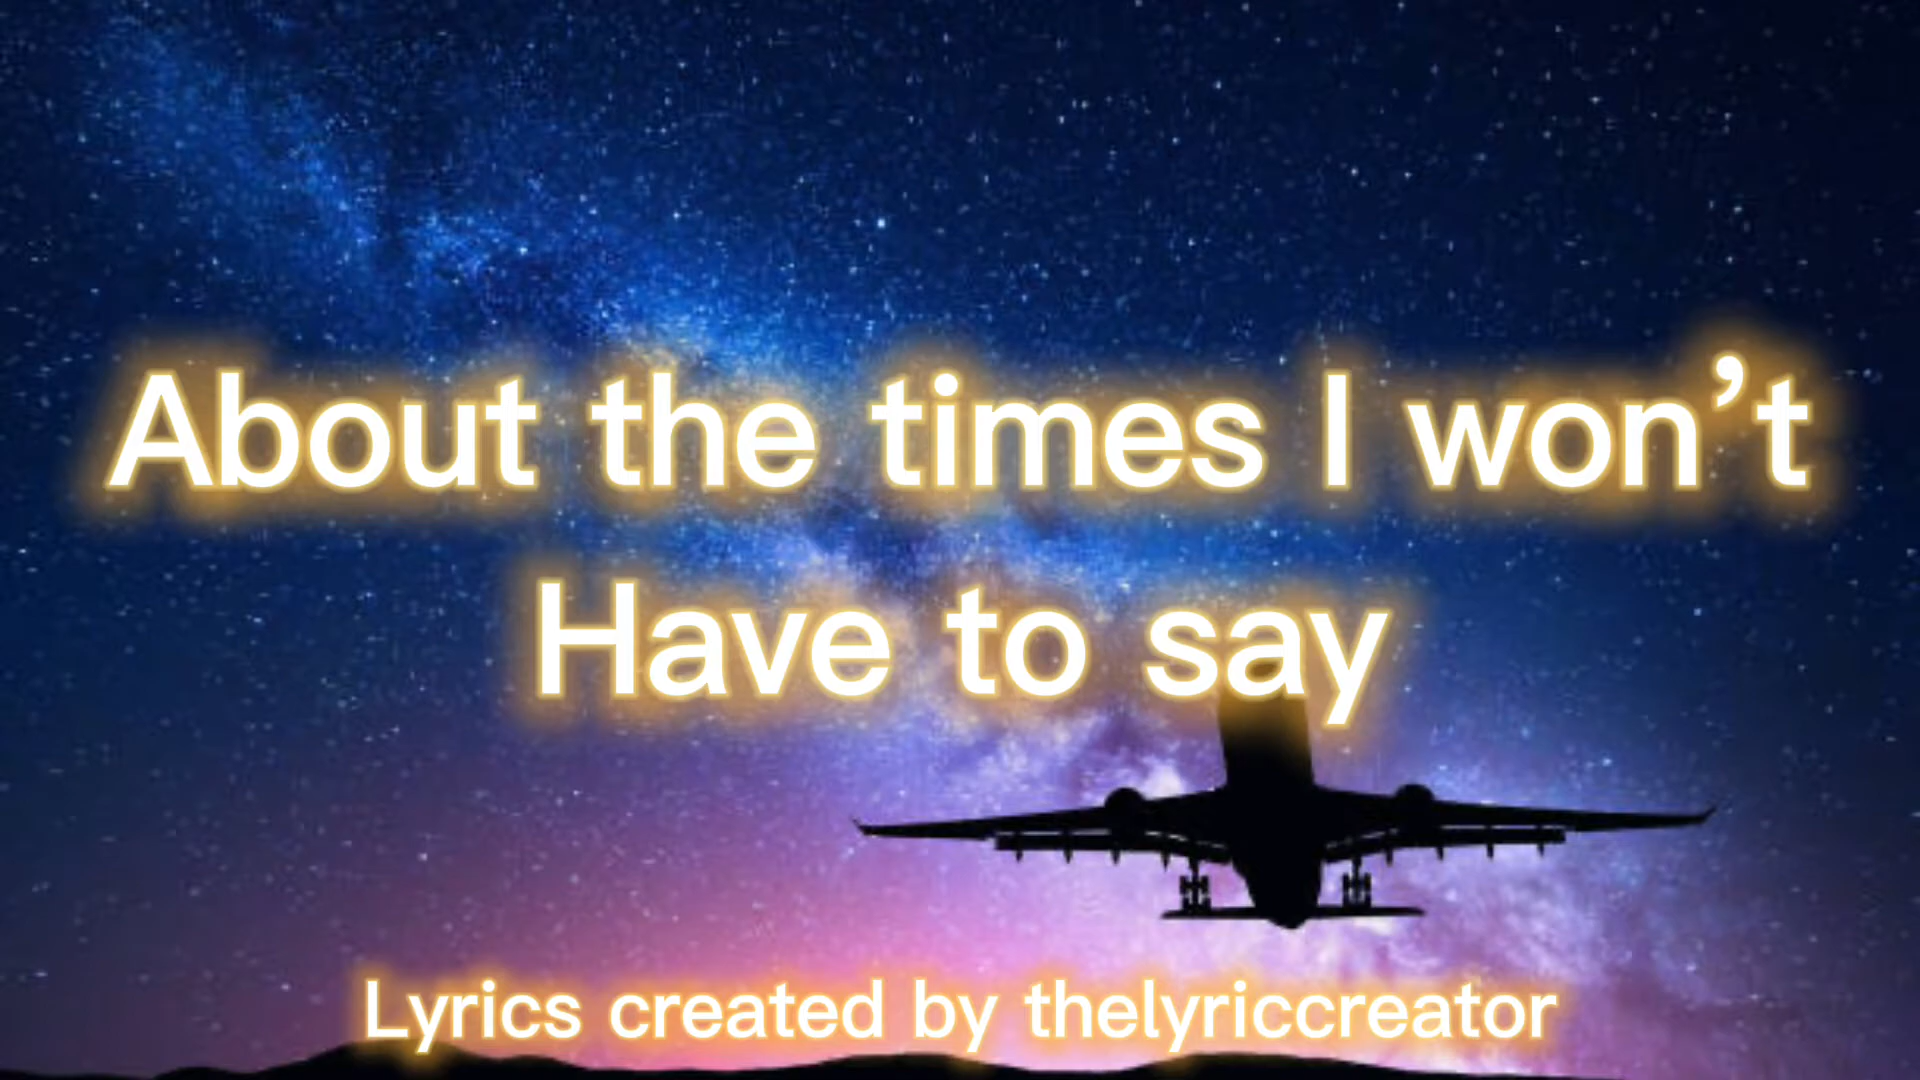 About the times I won’t
Have to say
Lyrics created by thelyriccreator